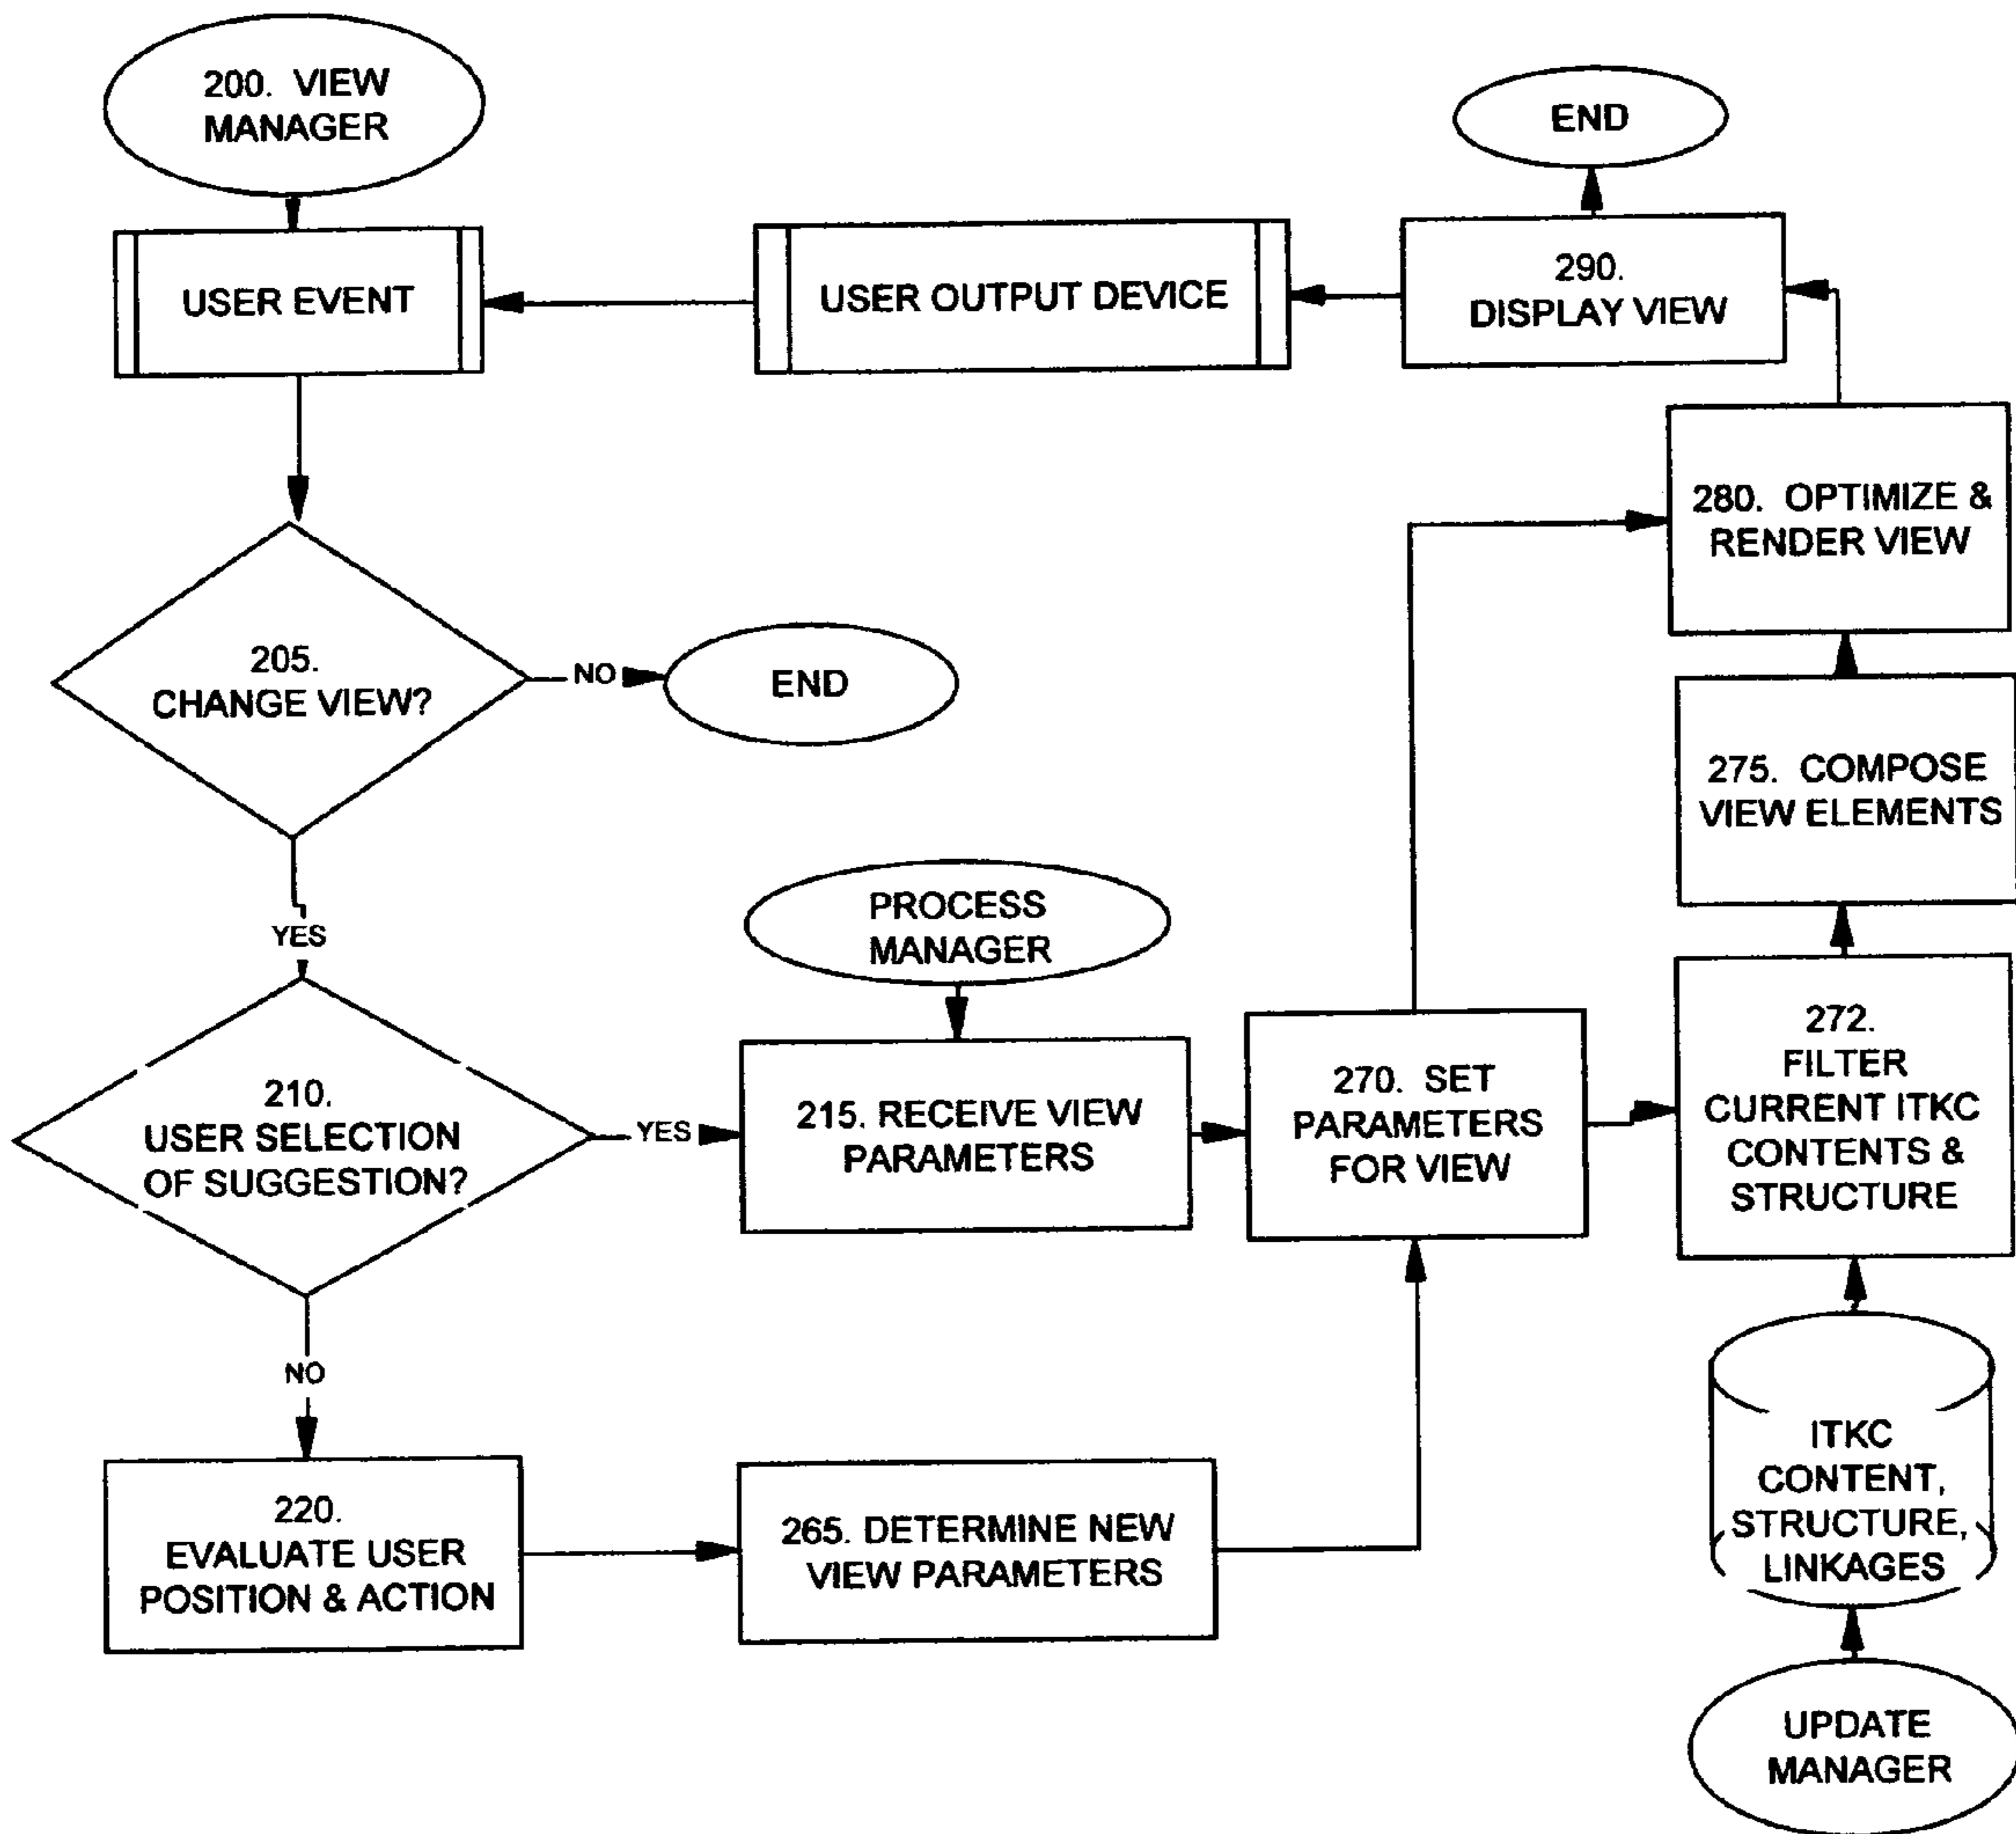 200. VIEW
MANAGER
END
USER EVENT
USER OUTPUT DEVICE
290.
DISPLAY VIEW
280. OPTIMIZE &
RENDER VIEW
205.
CHANGE VIEW?
NO
END
275. COMPOSE
VIEW ELEMENTS
YES
PROCESS
MANAGER
210.
USER SELECTION
OF SUGGESTION?
YES
215. RECEIVE VIEW
PARAMETERS
270. SET
PARAMETERS
FOR VIEW
272.
FILTER
CURRENT ITKC
CONTENTS &
STRUCTURE
NO
220.
EVALUATE USER
POSITION & ACTION
265. DETERMINE NEW
VIEW PARAMETERS
ITKC
CONTENT,
STRUCTURE,
LINKAGES
UPDATE
MANAGER